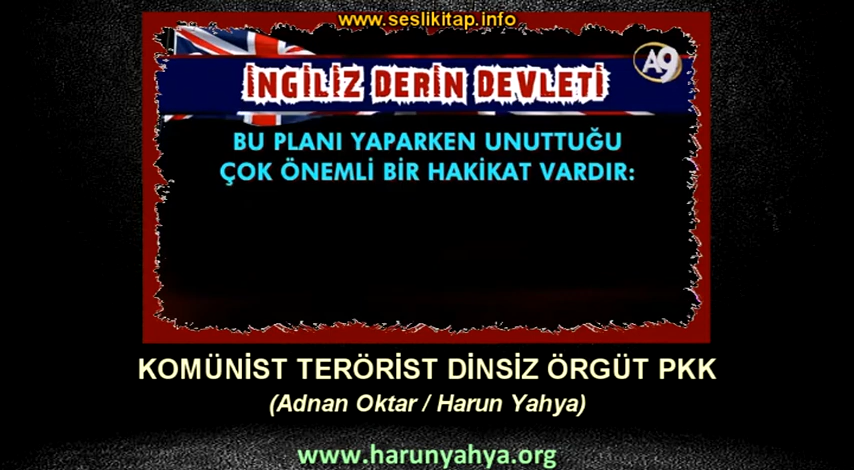 www.seslikitap.info
A9
İNGİLİZ DERİN DEVLETİ
BU PLANI YAPARKEN UNUTTUĞU
ÇOK ÖNEMLİ BİR HAKİKAT VARDIR:
KOMÜNİST TERÖRİST DİNSİZ ÖRGÜT PKK
(Adnan Oktar / Harun Yahya)
www.harunyahya.org